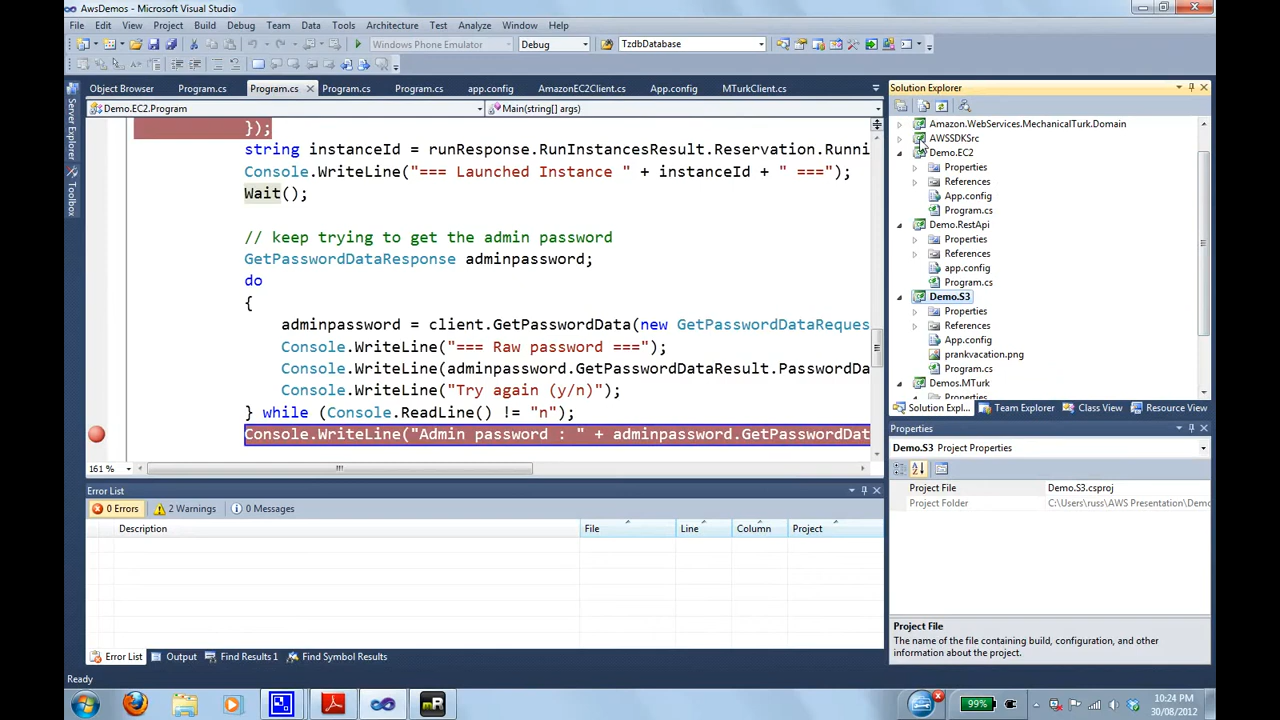 AwsDemos - Microsoft Visual Studio
File Edit View Project Build Debug Team Data Tools Architecture Test Analyze Window Help
Windows Phone Emulator Debug TzdbDatabase
Object Browser Program.cs Program.cs Program.cs Program.cs app.config AmazonEC2Client.cs App.config MTurkClient.cs
Demo.EC2.Program Main(string[] args)
Server Explorer
Toolbox
});
string instanceId = runResponse.RunInstancesResult.Reservation.Runni
Console.WriteLine("=== Launched Instance " + instanceId + " ===");
Wait();
// keep trying to get the admin password
GetPasswordDataResponse adminpassword;
do
{
adminpassword = client.GetPasswordData(new GetPasswordDataReques
Console.WriteLine("=== Raw password ===");
Console.WriteLine(adminpassword.GetPasswordDataResult.PasswordDa
Console.WriteLine("Try again (y/n)");
} while (Console.ReadLine() != "n");
Console.WriteLine("Admin password : " + adminpassword.GetPasswordDat
161 %
Solution Explorer
Amazon.WebServices.MechanicalTurk.Domain
AWSSDKSrc
Demo.EC2
Properties
References
App.config
Program.cs
Demo.RestApi
Properties
References
app.config
Program.cs
Demo.S3
Properties
References
App.config
prankvacation.png
Program.cs
Demos.MTurk
Properties
Solution Expl... Team Explorer Class View Resource View
Properties
Demo.S3 Project Properties
Project File Demo.S3.csproj
Project Folder C:\Users\russ\AWS Presentation\Demo
Project File
The name of the file containing build, configuration, and other
information about the project.
Error List
0 Errors 2 Warnings 0 Messages
Description File Line Column Project
Error List Output Find Results 1 Find Symbol Results
Ready
mR
99%
10:24 PM
30/08/2012